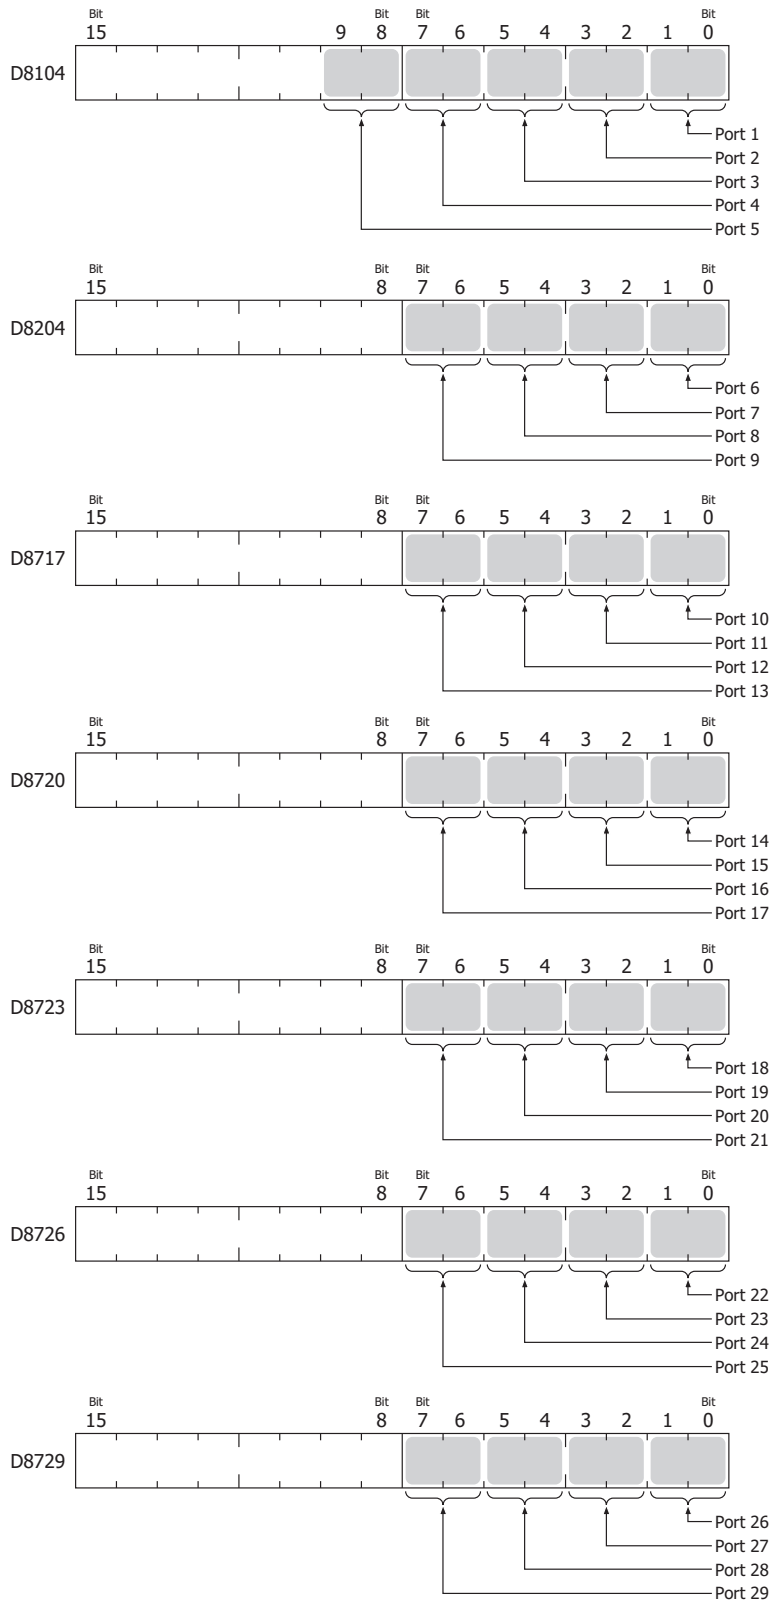 Bit Bit Bit Bit
15 9 8 7 6 5 4 3 2 1 0
D8104
Port 1
Port 2
Port 3
Port 4
Port 5
Bit Bit Bit Bit
15 8 7 6 5 4 3 2 1 0
D8204
Port 6
Port 7
Port 8
Port 9
Bit Bit Bit Bit
15 8 7 6 5 4 3 2 1 0
D8717
Port 10
Port 11
Port 12
Port 13
Bit Bit Bit Bit
15 8 7 6 5 4 3 2 1 0
D8720
Port 14
Port 15
Port 16
Port 17
Bit Bit Bit Bit
15 8 7 6 5 4 3 2 1 0
D8723
Port 18
Port 19
Port 20
Port 21
Bit Bit Bit Bit
15 8 7 6 5 4 3 2 1 0
D8726
Port 22
Port 23
Port 24
Port 25
Bit Bit Bit Bit
15 8 7 6 5 4 3 2 1 0
D8729
Port 26
Port 27
Port 28
Port 29